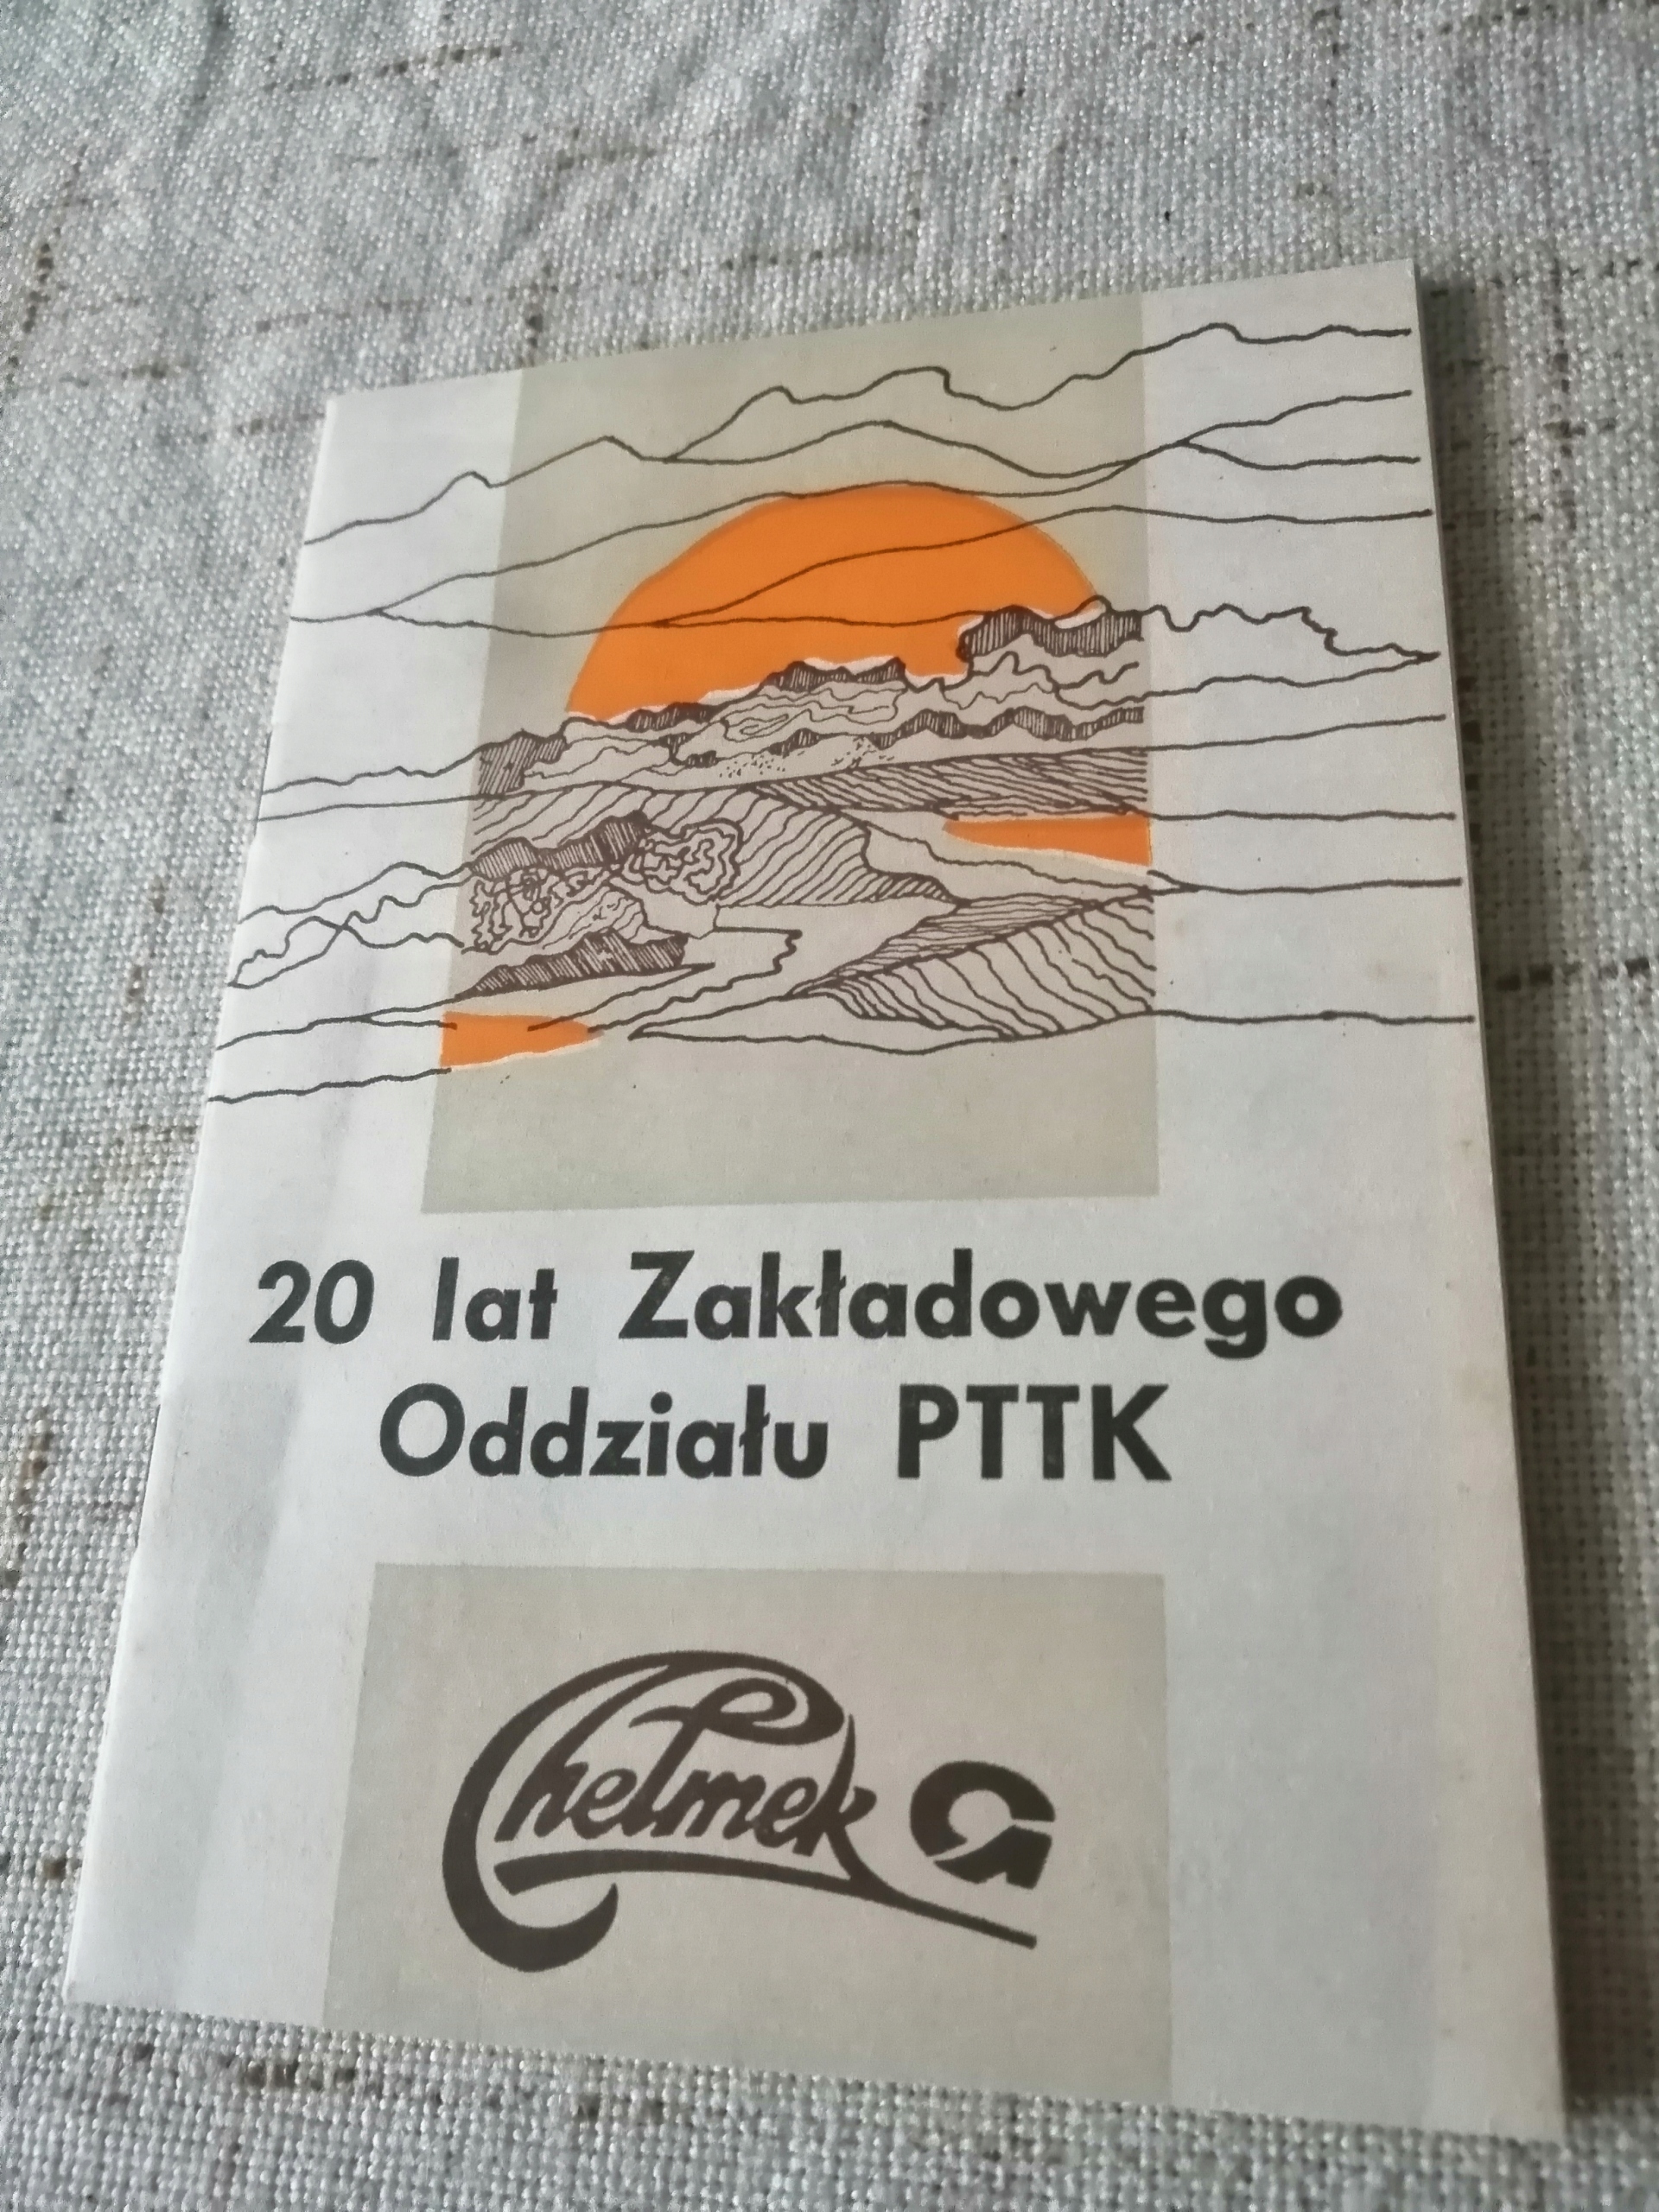 20 lat Zakładowego
Oddziału PTTK
Chełmek